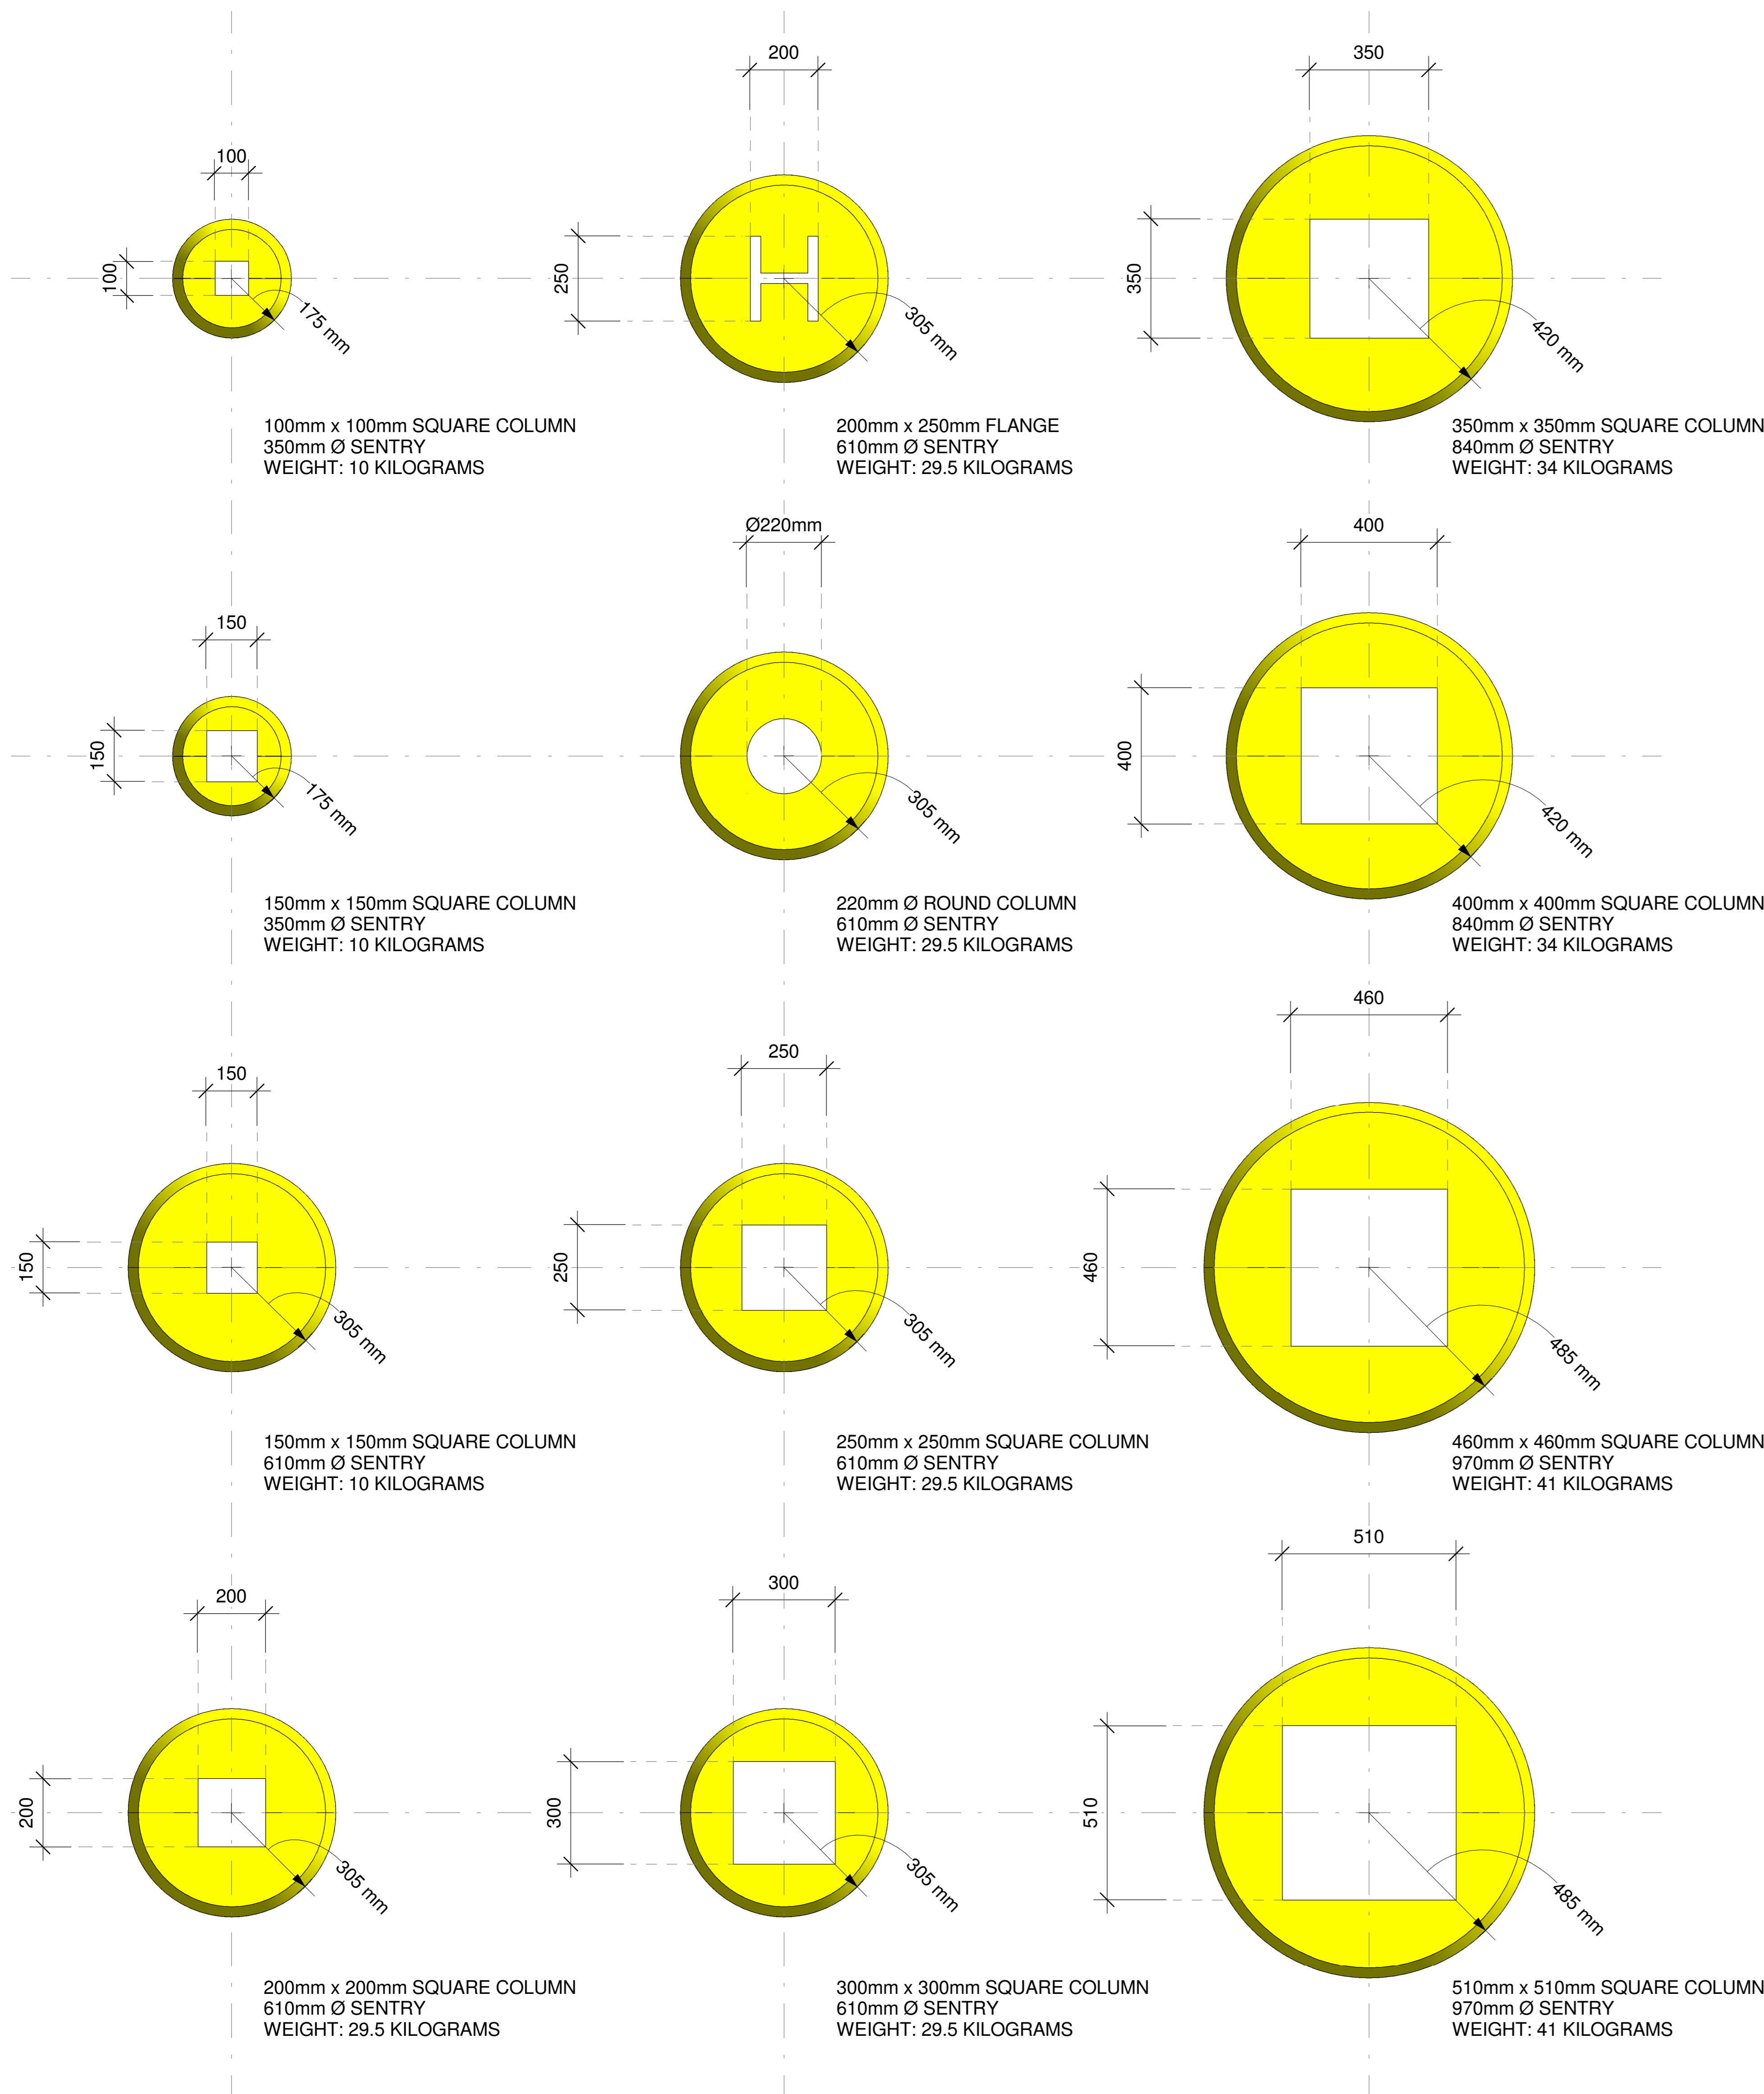 100
100
175 mm
100mm x 100mm SQUARE COLUMN
350mm Ø SENTRY
WEIGHT: 10 KILOGRAMS
200
250
305 mm
200mm x 250mm FLANGE
610mm Ø SENTRY
WEIGHT: 29.5 KILOGRAMS
350
350
420 mm
350mm x 350mm SQUARE COLUMN
840mm Ø SENTRY
WEIGHT: 34 KILOGRAMS
150
150
175 mm
150mm x 150mm SQUARE COLUMN
350mm Ø SENTRY
WEIGHT: 10 KILOGRAMS
Ø220mm
305 mm
220mm Ø ROUND COLUMN
610mm Ø SENTRY
WEIGHT: 29.5 KILOGRAMS
400
400
420 mm
400mm x 400mm SQUARE COLUMN
840mm Ø SENTRY
WEIGHT: 34 KILOGRAMS
150
150
305 mm
150mm x 150mm SQUARE COLUMN
610mm Ø SENTRY
WEIGHT: 10 KILOGRAMS
250
250
305 mm
250mm x 250mm SQUARE COLUMN
610mm Ø SENTRY
WEIGHT: 29.5 KILOGRAMS
460
460
485 mm
460mm x 460mm SQUARE COLUMN
970mm Ø SENTRY
WEIGHT: 41 KILOGRAMS
200
200
305 mm
200mm x 200mm SQUARE COLUMN
610mm Ø SENTRY
WEIGHT: 29.5 KILOGRAMS
300
300
305 mm
300mm x 300mm SQUARE COLUMN
610mm Ø SENTRY
WEIGHT: 29.5 KILOGRAMS
510
510
485 mm
510mm x 510mm SQUARE COLUMN
970mm Ø SENTRY
WEIGHT: 41 KILOGRAMS